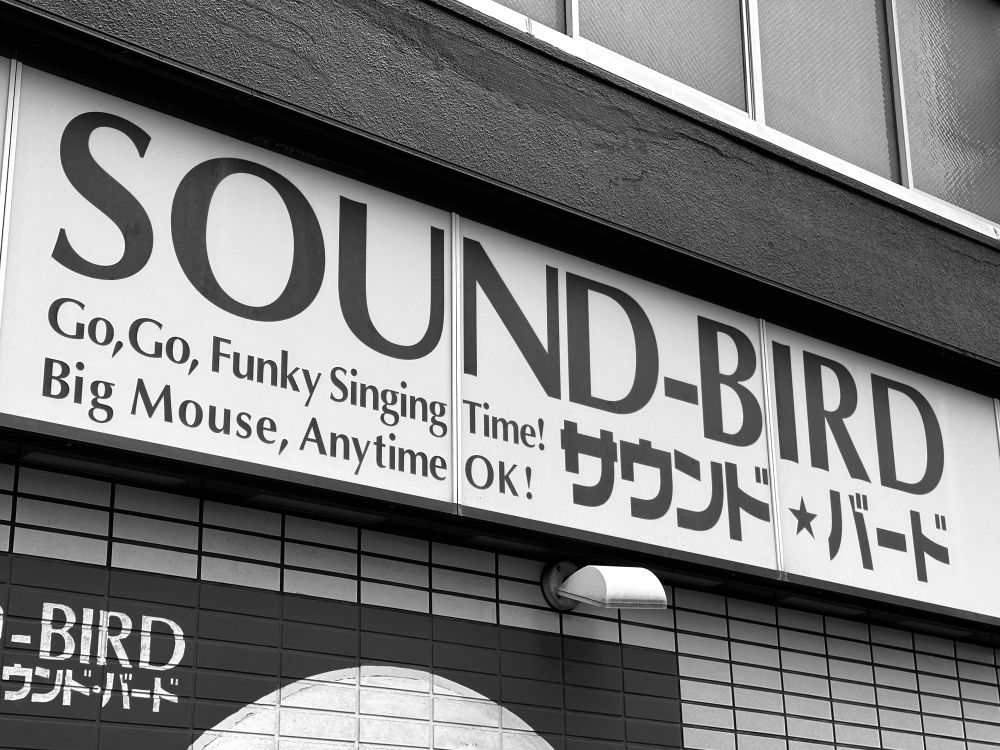 SOUND-BIRD
Go,Go, Funky Singing Time!
Big Mouse, Anytime OK!
サウンド★バード
-BIRD
ウンド・バード